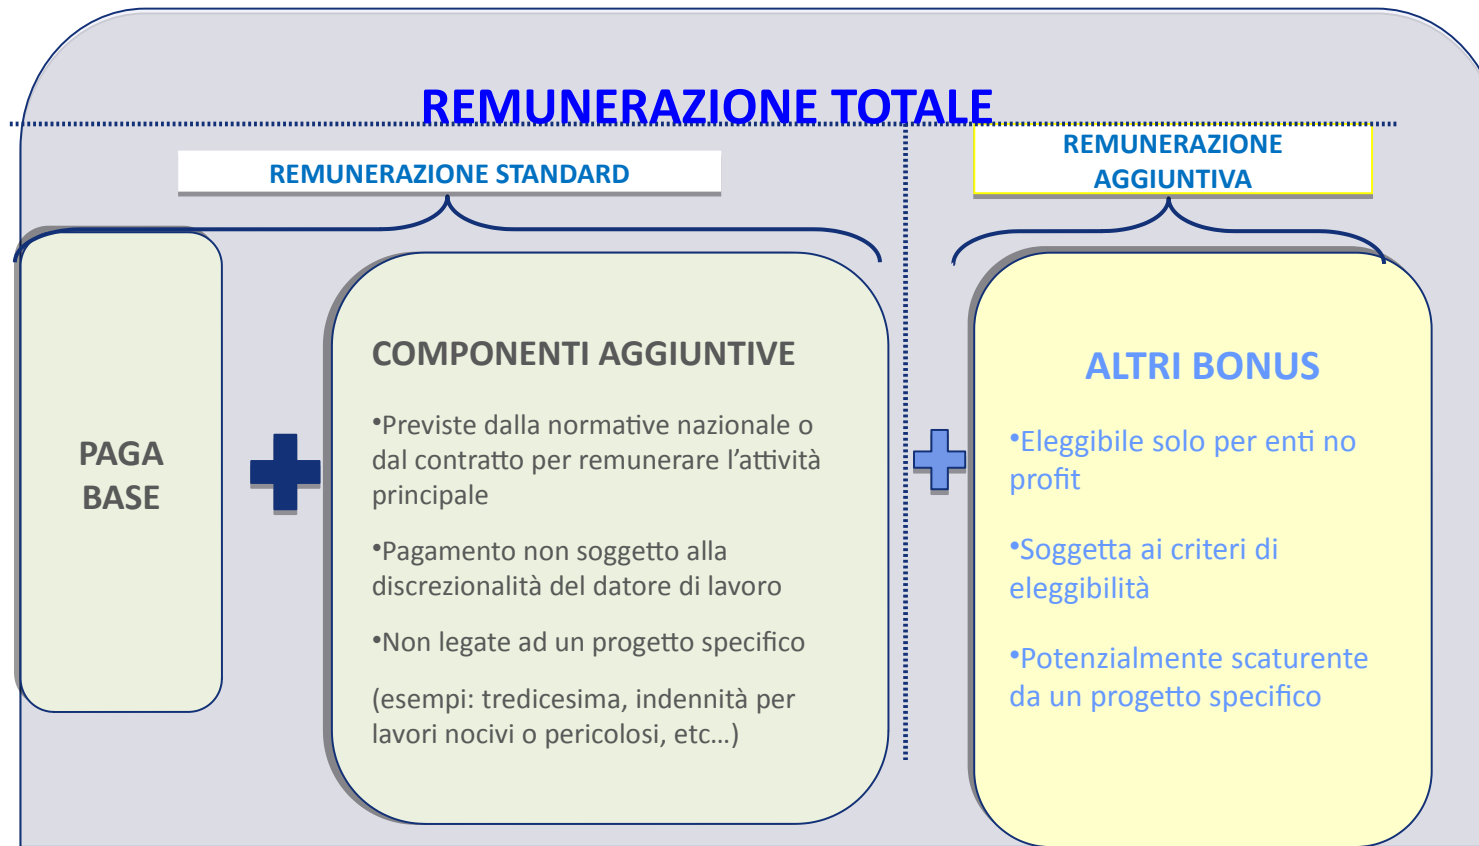 REMUNERAZIONE TOTALE
REMUNERAZIONE STANDARD
REMUNERAZIONE
AGGIUNTIVA
PAGA
BASE
COMPONENTI AGGIUNTIVE
•Previste dalla normative nazionale o
dal contratto per remunerare l'attività
principale
•Pagamento non soggetto alla
discrezionalità del datore di lavoro
•Non legate ad un progetto specifico
(esempi: tredicesima, indennità per
lavori nocivi o pericolosi, etc...)
ALTRI BONUS
•Eleggibile solo per enti no
profit
•Soggetta ai criteri di
eleggibilità
•Potenzialmente scaturente
da un progetto specifico